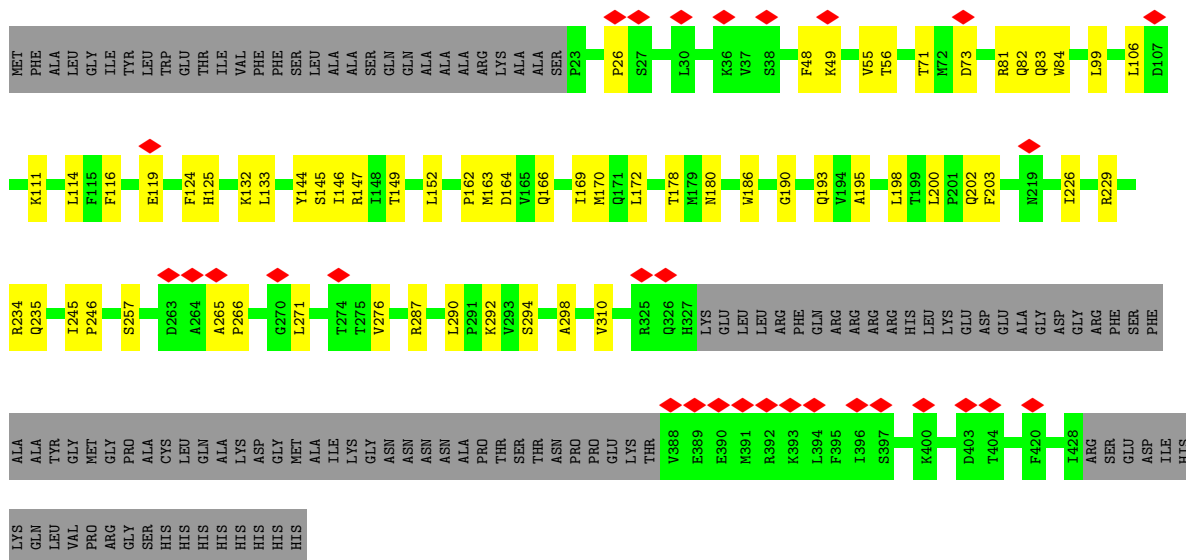 MET PHE ALA LEU GLY ILE TYR LEU TRP GLU THR ILE VAL PHE PHE SER LEU ALA ALA SER GLN GLN ALA ALA ALA ARG LYS ALA ALA SER P23 P26 S27 L30 K36 V37 S38 F48 K49 V55 T56 T71 M72 D73 R81 Q82 Q83 W84 L99 L106 D107
K111 L114 F115 F116 E119 F124 H125 K132 L133 Y144 S145 I146 R147 I148 T149 L152 P162 M163 D164 V165 Q166 I169 M170 Q171 L172 T178 M179 N180 W186 G190 Q193 V194 A195 L198 T199 L200 P201 Q202 F203 N219 I226 R229
R234 Q235 I245 P246 S257 D263 A264 A265 P266 G270 L271 T274 T275 V276 R287 L290 P291 K292 V293 S294 A298 V310 R325 Q326 H327 LYS GLU LEU LEU ARG PHE GLN ARG ARG ARG ARG HIS LEU LYS GLU ASP GLU ALA GLY ASP GLY ARG PHE SER PHE
ALA ALA TYR GLY MET GLY PRO ALA CYS LEU GLN ALA LYS ASP GLY MET ALA ILE LYS GLY ASN ASN ASN ASN ALA PRO THR SER THR ASN PRO PRO GLU LYS THR V388 E389 E390 M391 R392 K393 L394 F395 I396 S397 K400 D403 T404 F420 I428 ARG SER GLU ASP ILE HIS
LYS GLN LEU VAL PRO ARG GLY SER HIS HIS HIS HIS HIS HIS HIS HIS